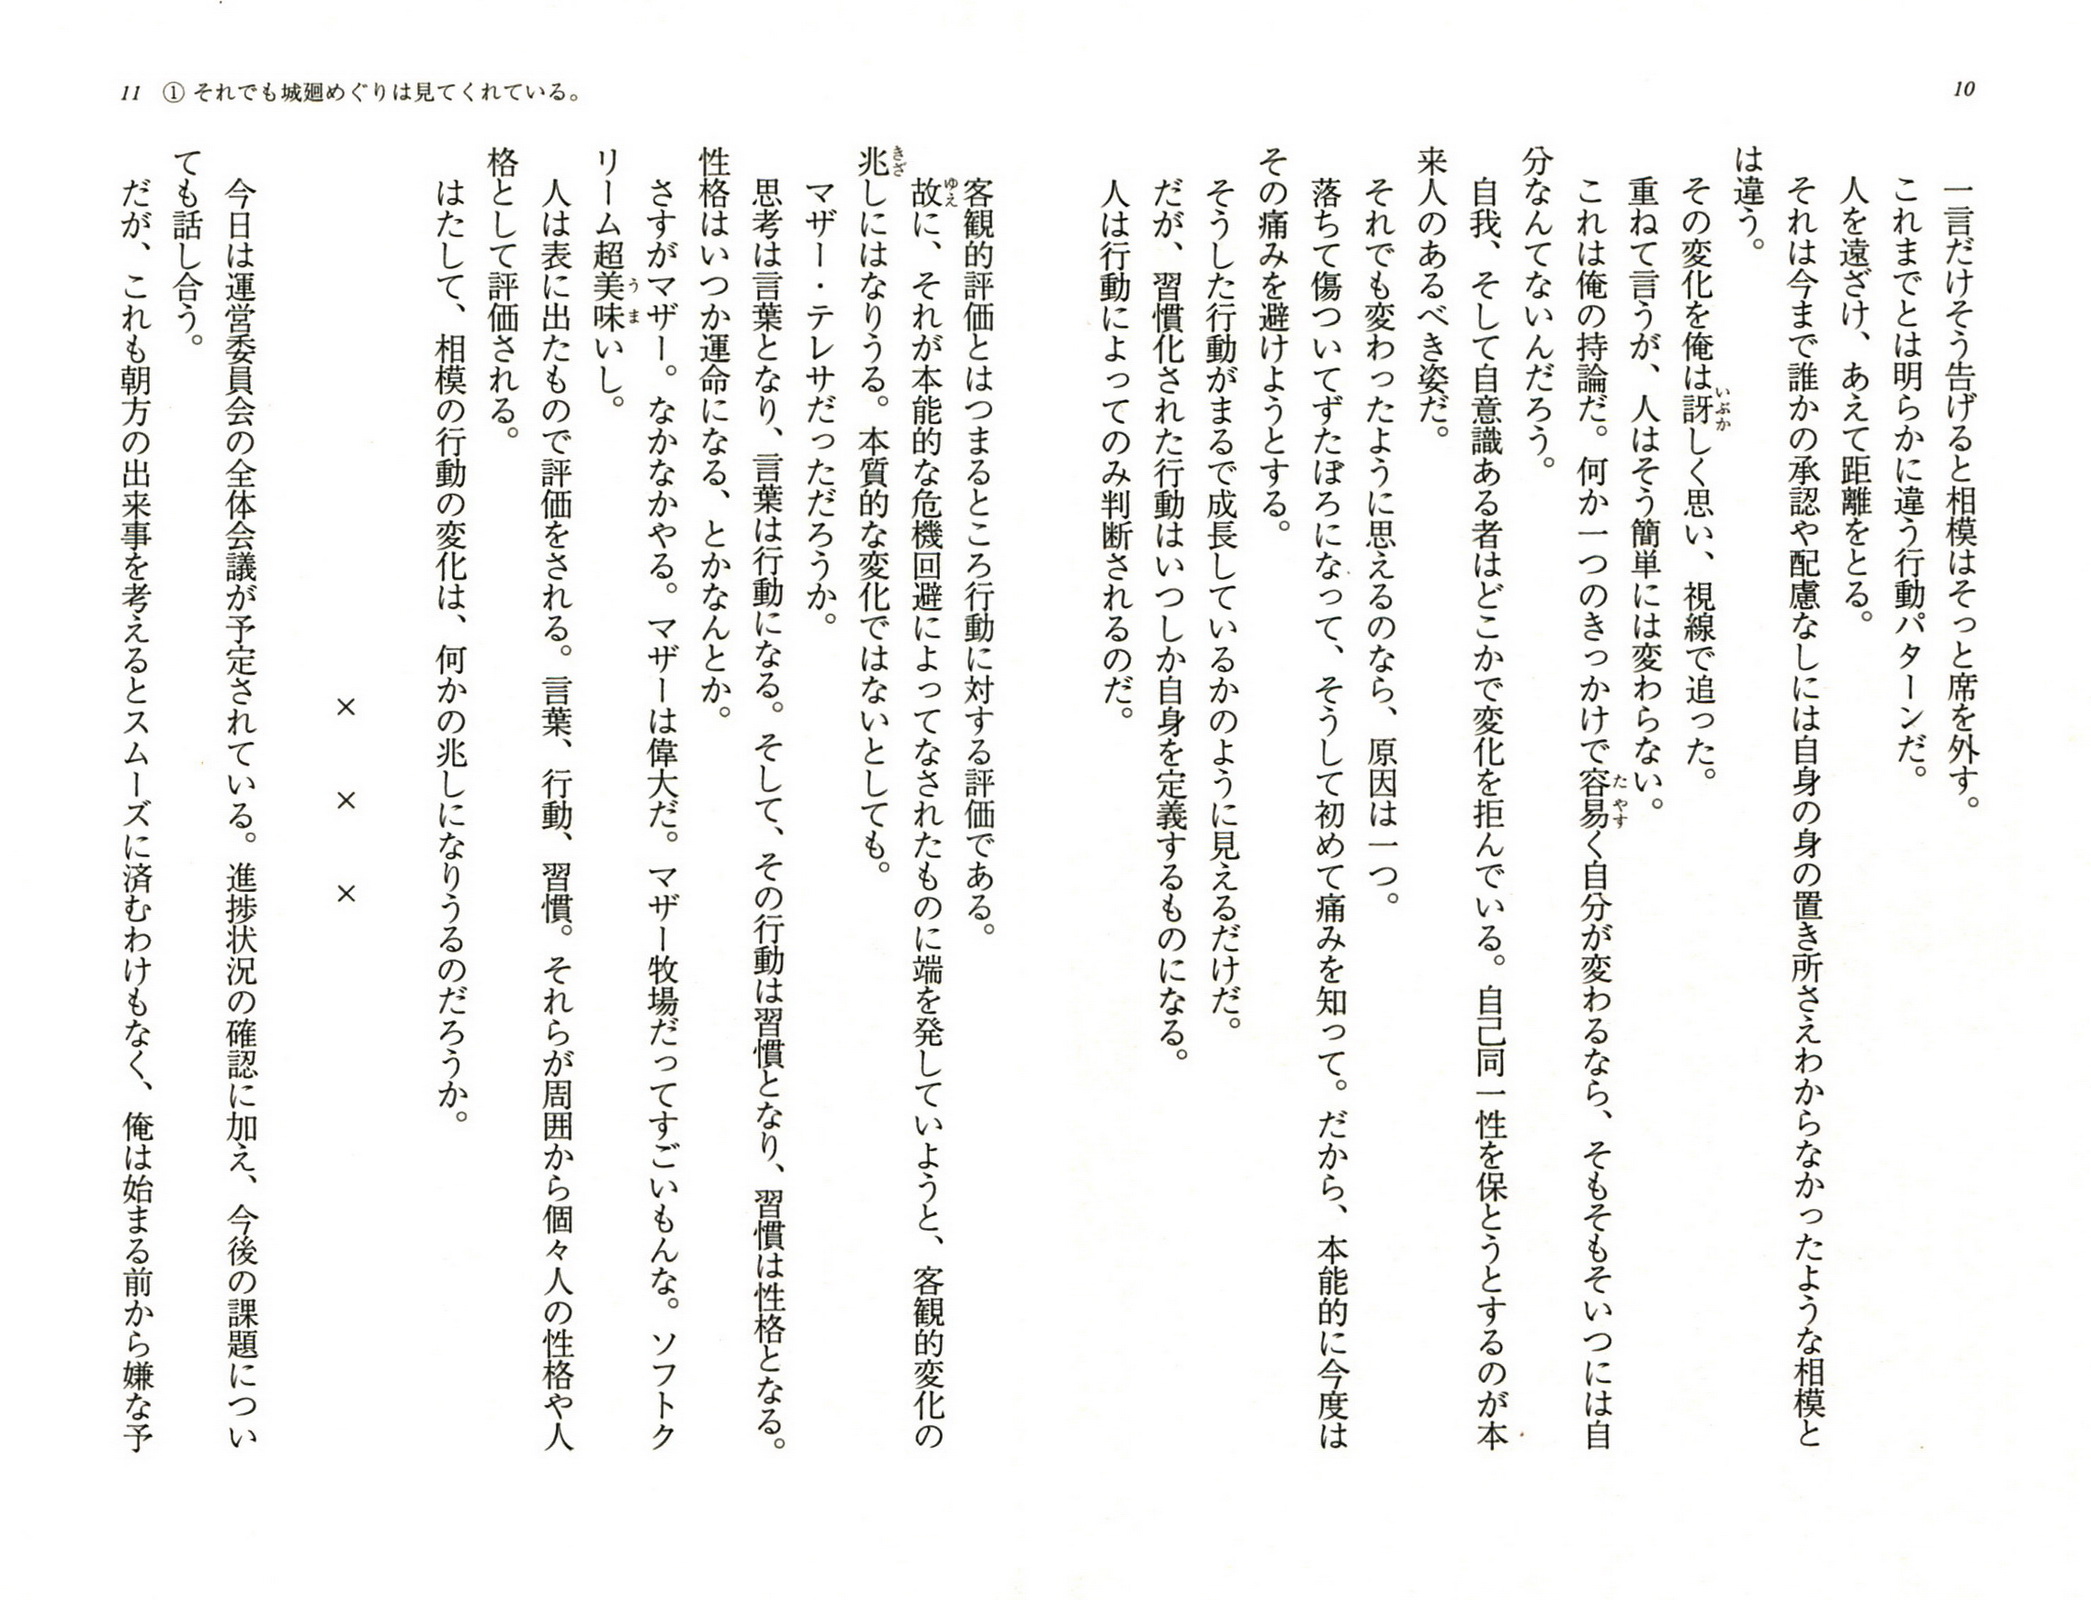 10
一言だけそう告げると相模はそっと席を外す。
これまでとは明らかに違う行動パターンだ。
人を遠ざけ、あえて距離をとる。
それは今まで誰かの承認や配慮なしには自身の身の置き所さえわからなかったような相模と
は違う。
その変化を俺は訝しく思い、視線で追った。
いぶか
重ねて言うが、人はそう簡単には変わらない。
これは俺の持論だ。何か一つのきっかけで容易く自分が変わるなら、そもそもそいつには自
たやす
分なんてないんだろう。
自我、そして自意識ある者はどこかで変化を拒んでいる。自己同一性を保とうとするのが本
来人のあるべき姿だ。
それでも変わったように思えるのなら、原因は一つ。
落ちて傷ついてずたぼろになって、そうして初めて痛みを知って。だから、本能的に今度は
その痛みを避けようとする。
そうした行動がまるで成長しているかのように見えるだけだ。
だが、習慣化された行動はいつしか自身を定義するものになる。
人は行動によってのみ判断されるのだ。
11 ① それでも城廻めぐりは見てくれている。
客観的評価とはつまるところ行動に対する評価である。
故に、それが本能的な危機回避によってなされたものに端を発していようと、客観的変化の
ゆえ
兆しにはなりうる。本質的な変化ではないとしても。
きざ
マザー・テレサだっただろうか。
思考は言葉となり、言葉は行動になる。そして、その行動は習慣となり、習慣は性格となる。
性格はいつか運命になる、とかなんとか。
さすがマザー。なかなかやる。マザーは偉大だ。マザー牧場だってすごいもんな。ソフトク
リーム超美味いし。
うま
人は表に出たもので評価をされる。言葉、行動、習慣。それらが周囲から個々人の性格や人
格として評価される。
はたして、相模の行動の変化は、何かの兆しになりうるのだろうか。
× × ×
今日は運営委員会の全体会議が予定されている。進捗状況の確認に加え、今後の課題につい
ても話し合う。
だが、これも朝方の出来事を考えるとスムーズに済むわけもなく、俺は始まる前から嫌な予